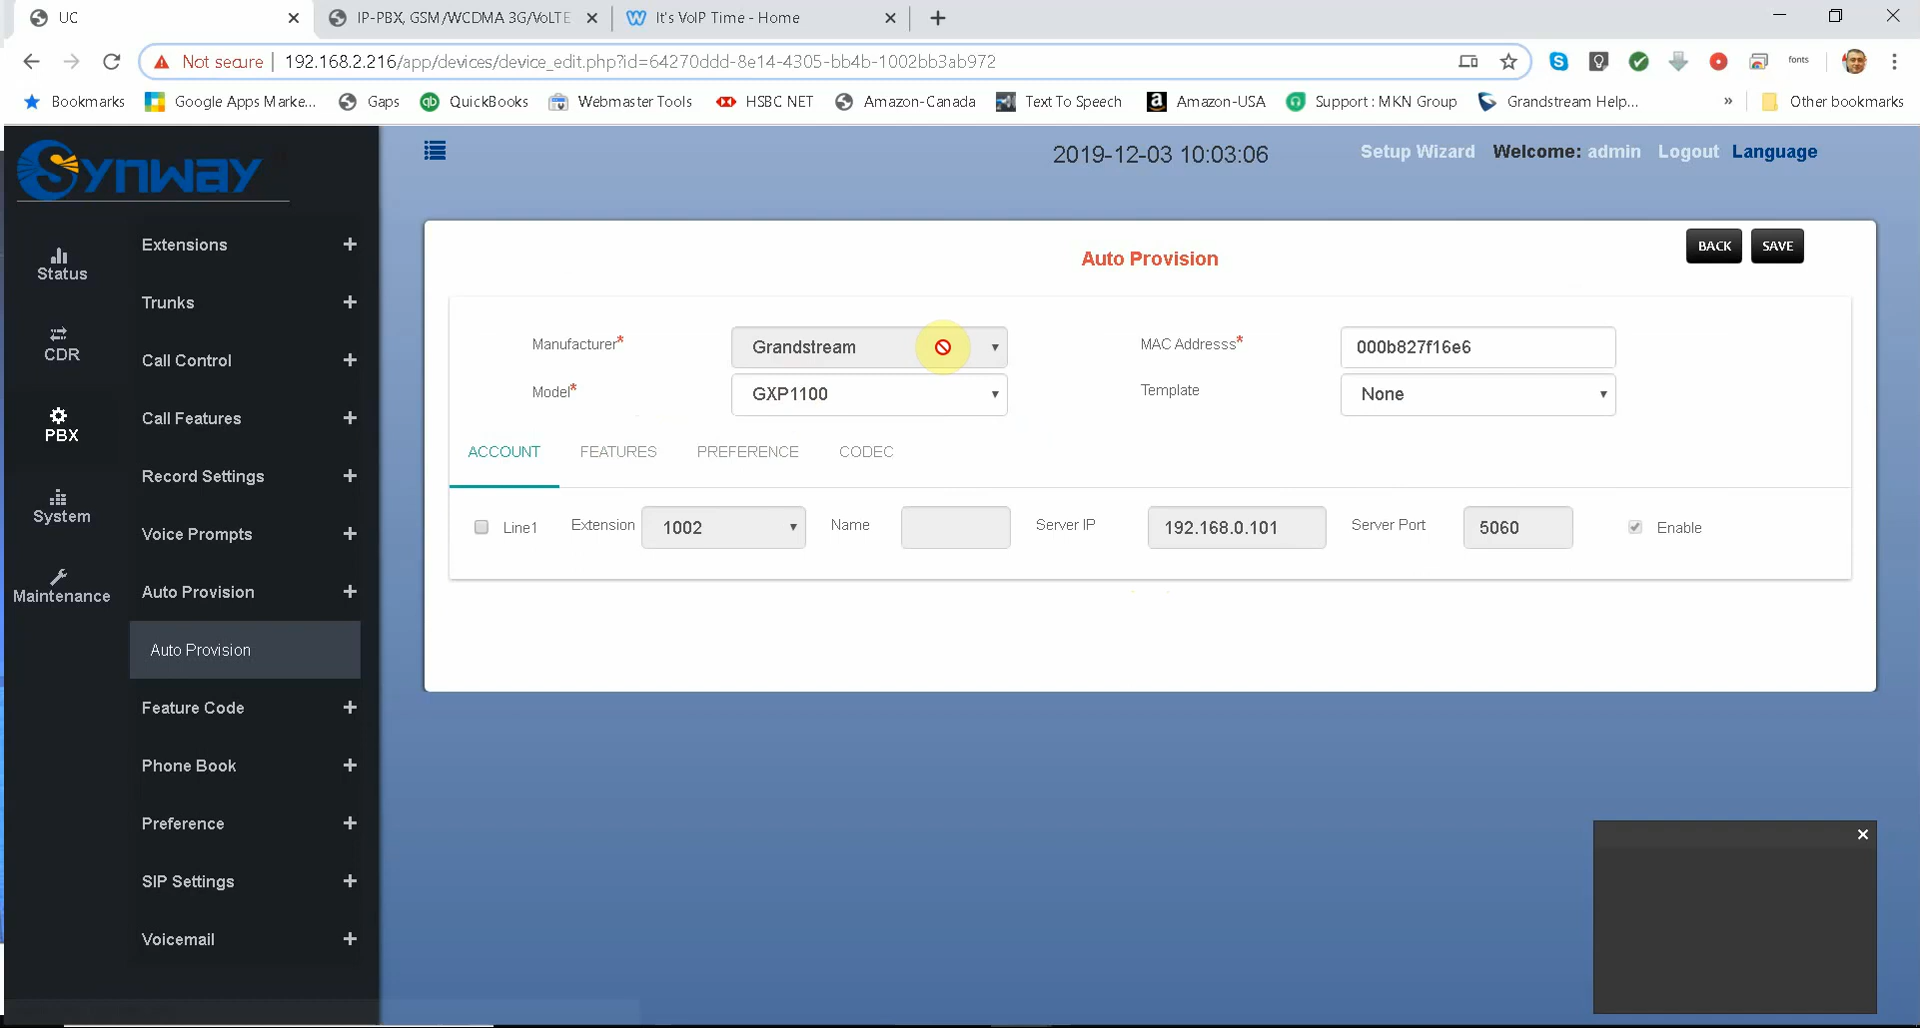 UC
IP-PBX, GSM/WCDMA 3G/VoLTE
It's VoIP Time - Home
Not secure | 192.168.2.216/app/devices/device_edit.php?id=64270ddd-8e14-4305-bb4b-1002bb3ab972
fonts
Bookmarks Google Apps Marke... Gaps QuickBooks Webmaster Tools HSBC NET Amazon-Canada Text To Speech Amazon-USA Support : MKN Group Grandstream Help... » Other bookmarks
Synway
2019-12-03 10:03:06
Setup Wizard Welcome: admin Logout Language
Status
CDR
PBX
System
Maintenance
Extensions +
Trunks +
Call Control +
Call Features +
Record Settings +
Voice Prompts +
Auto Provision +
Auto Provision
Feature Code +
Phone Book +
Preference +
SIP Settings +
Voicemail +
Auto Provision
BACK SAVE
Manufacturer* Grandstream MAC Addresss* 000b827f16e6
Model* GXP1100 Template None
ACCOUNT FEATURES PREFERENCE CODEC
Line1 Extension 1002 Name Server IP 192.168.0.101 Server Port 5060 Enable